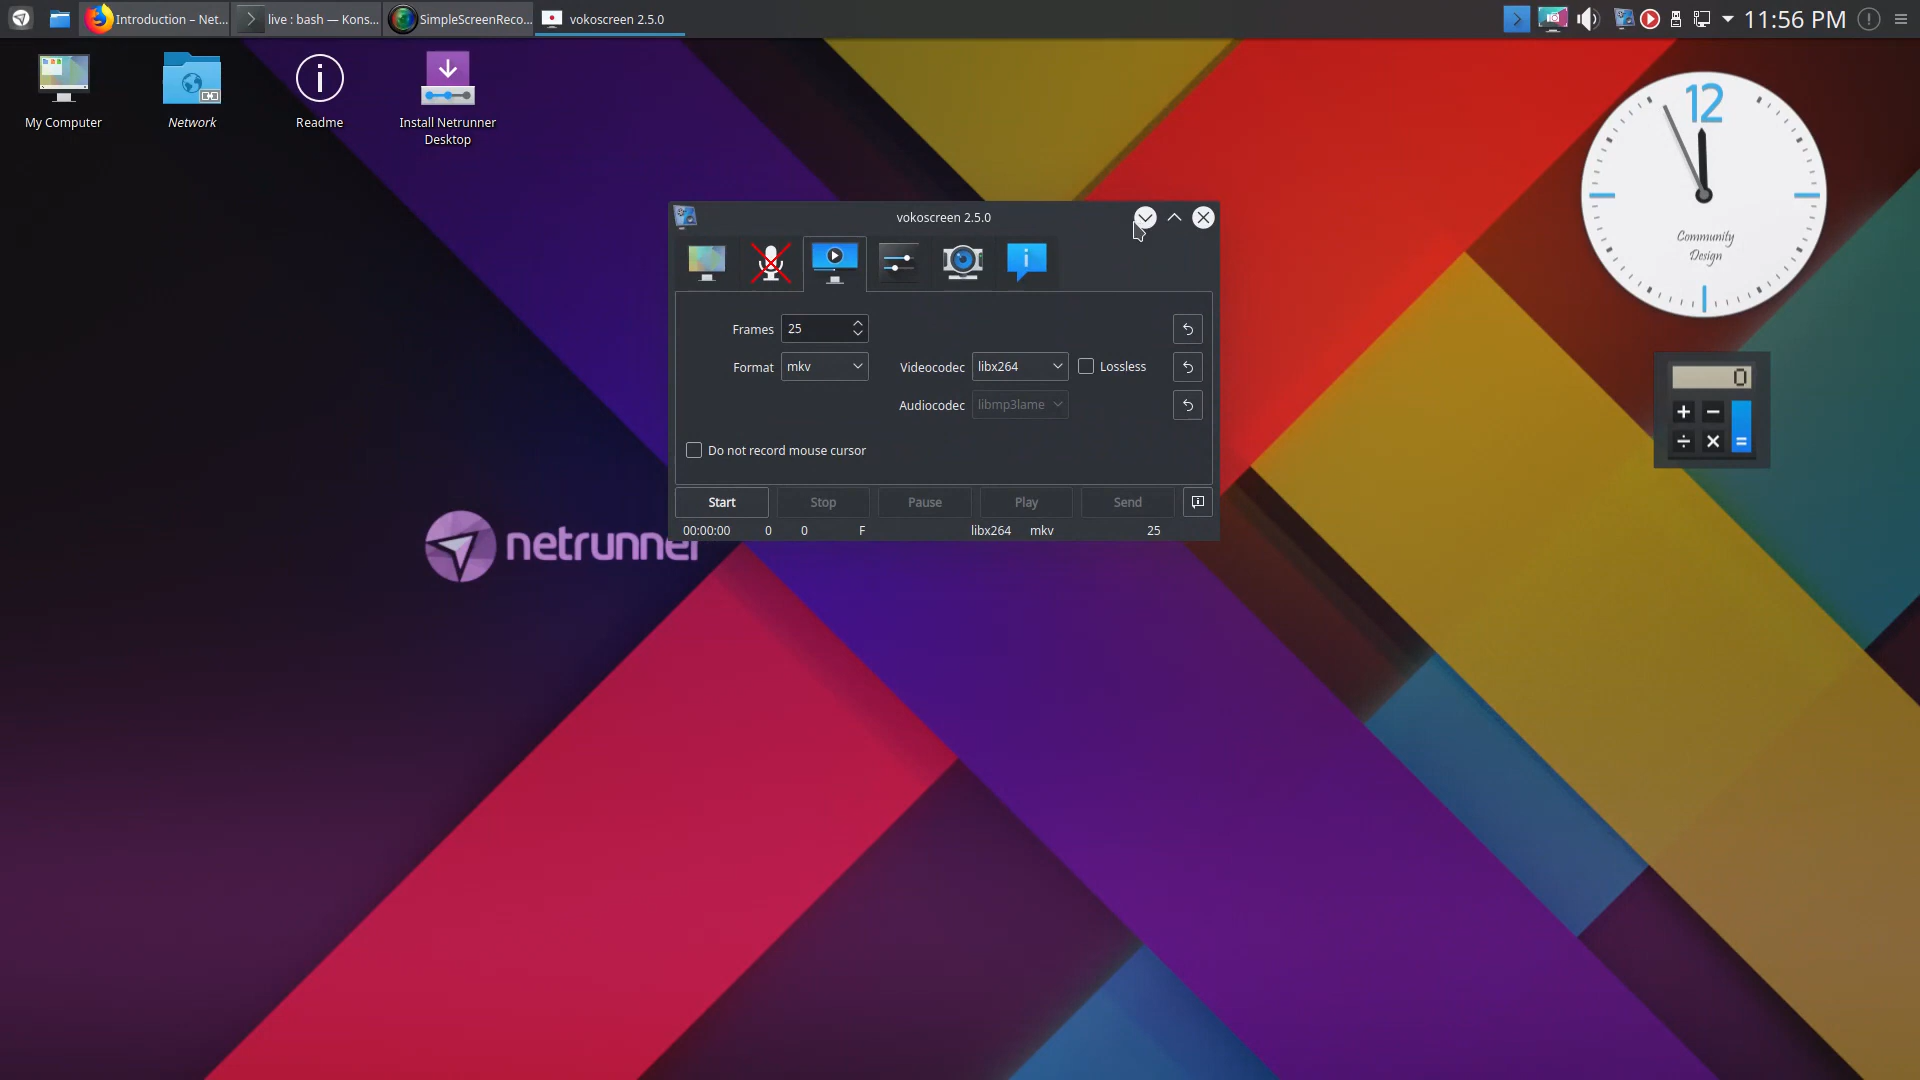 Introduction – Net...
live : bash — Kons...
SimpleScreenReco...
vokoscreen 2.5.0
11:56 PM
My Computer
Network
Readme
Install Netrunner
Desktop
12
Community
Design
vokoscreen 2.5.0
Frames 25
Format mkv Videocodec libx264 Lossless
Audiocodec libmp3lame
Do not record mouse cursor
Start Stop Pause Play Send
00:00:00 0 0 F libx264 mkv 25
netrunner
0